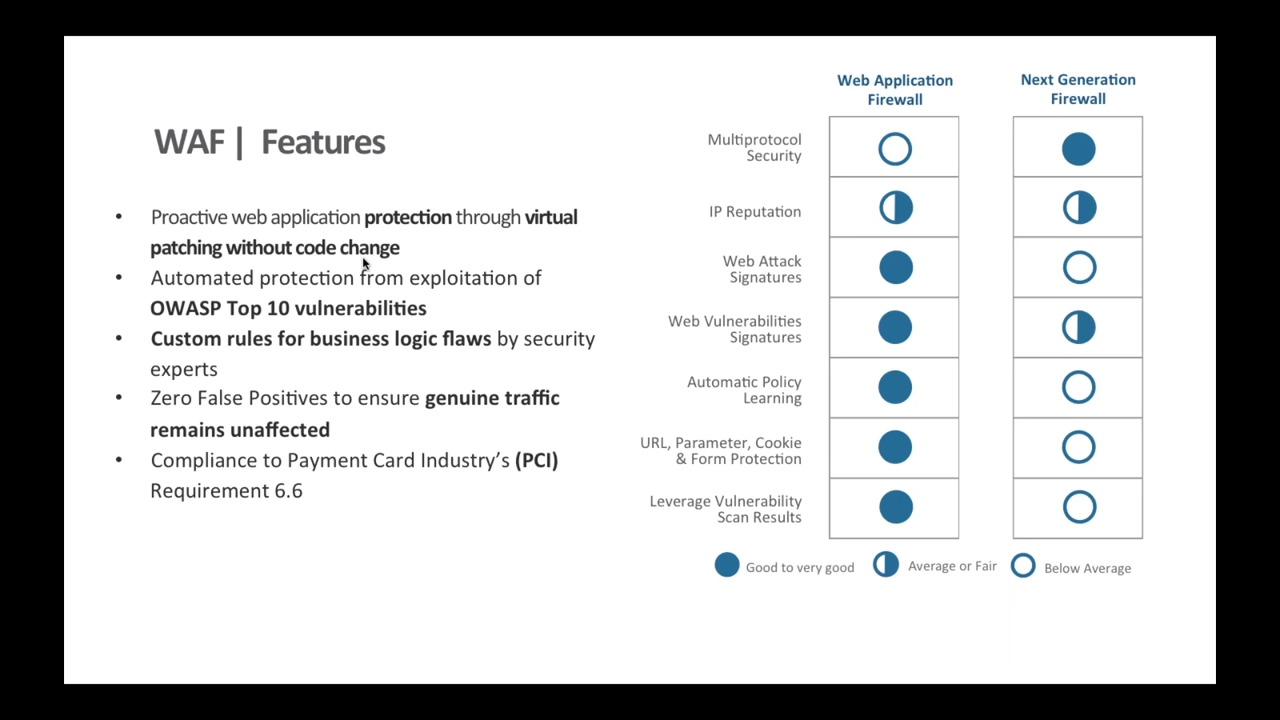 WAF | Features
• Proactive web application protection through virtual
patching without code change
• Automated protection from exploitation of
OWASP Top 10 vulnerabilities
• Custom rules for business logic flaws by security
experts
• Zero False Positives to ensure genuine traffic
remains unaffected
• Compliance to Payment Card Industry’s (PCI)
Requirement 6.6
Web Application
Firewall
Next Generation
Firewall
Multiprotocol
Security
IP Reputation
Web Attack
Signatures
Web Vulnerabilities
Signatures
Automatic Policy
Learning
URL, Parameter, Cookie
& Form Protection
Leverage Vulnerability
Scan Results
Good to very good
Average or Fair
Below Average